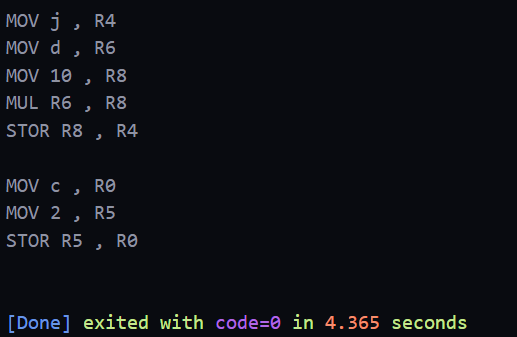 MOV j , R4
MOV d , R6
MOV 10 , R8
MUL R6 , R8
STOR R8 , R4
MOV c , R0
MOV 2 , R5
STOR R5 , R0
[Done] exited with code=0 in 4.365 seconds